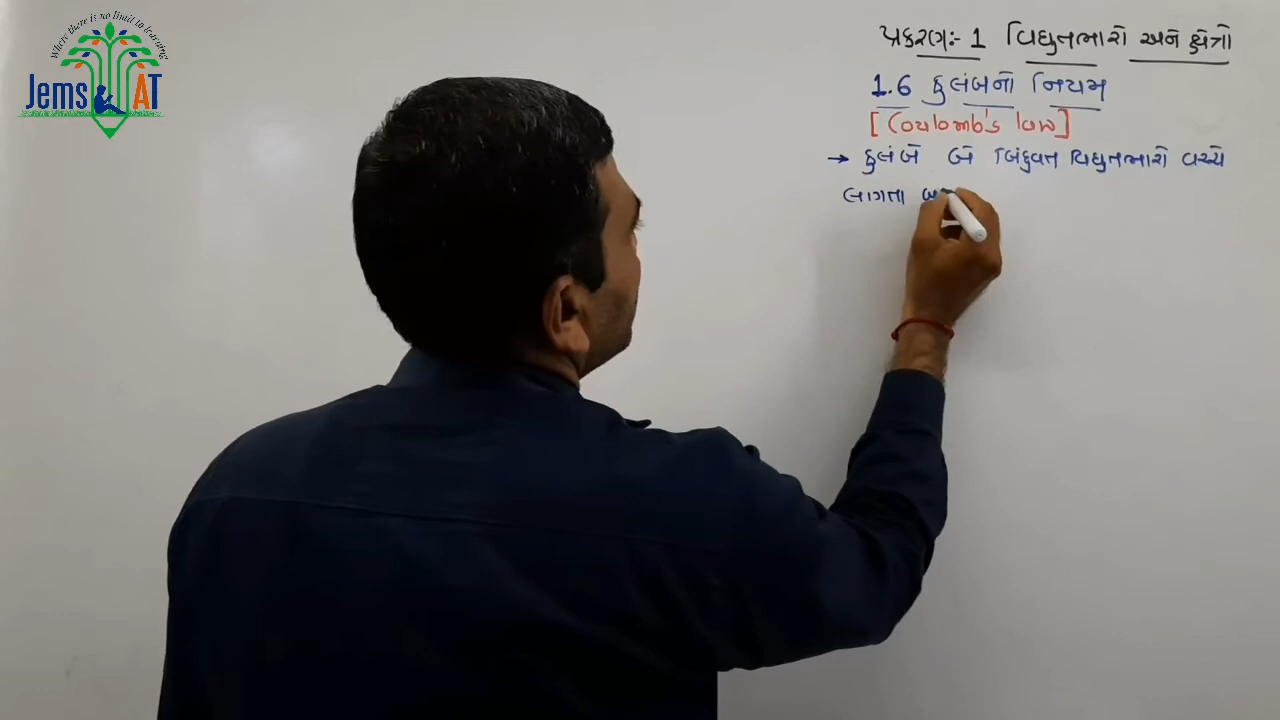 Where there is no limit to learning
Jems AT
પ્રકરણ:- 1 વિદ્યુતભારો અને ક્ષેત્રો
1.6 કુલંબનો નિયમ
[Coulomb's law]
→ કુલંબે બે બિંદુવત વિદ્યુતભારો વચ્ચે
લાગતા